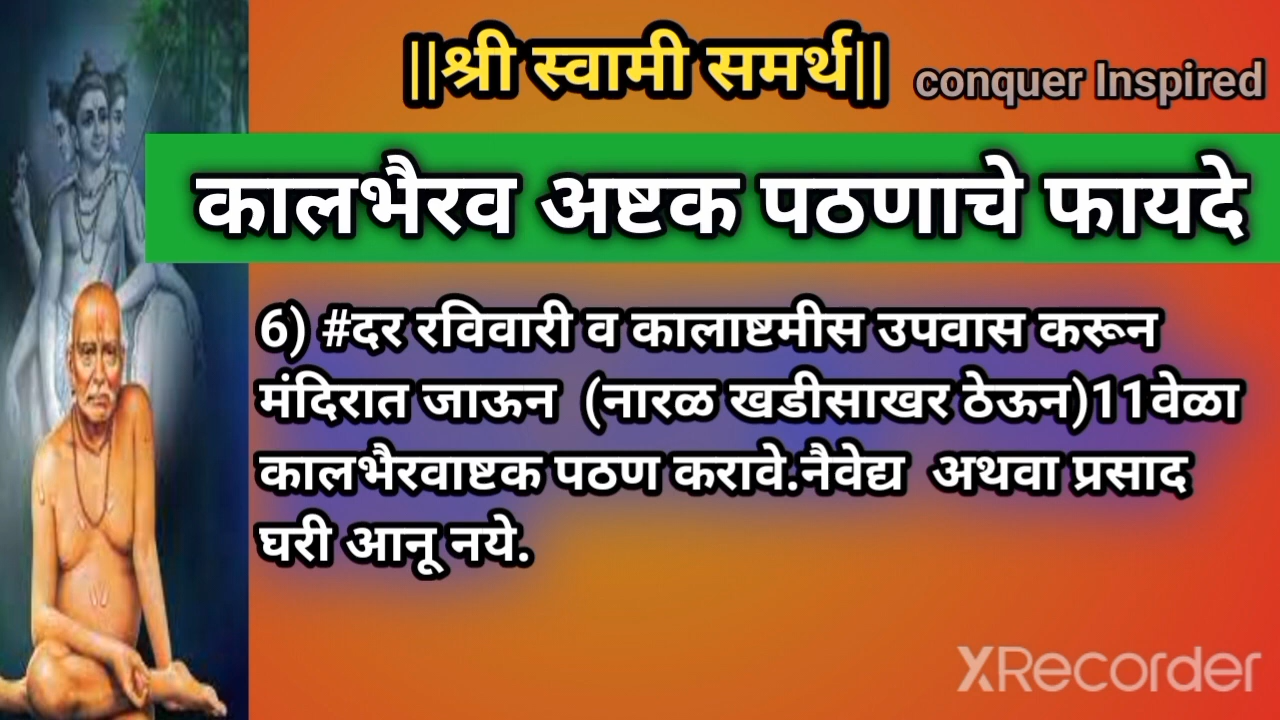 ||श्री स्वामी समर्थ||
conquer Inspired
कालभैरव अष्टक पठणाचे फायदे
6) #दर रविवारी व कालाष्टमीस उपवास करून
मंदिरात जाऊन (नारळ खडीसाखर ठेऊन)11वेळा
कालभैरवाष्टक पठण करावे.नैवेद्य अथवा प्रसाद
घरी आनू नये.
XRecorder